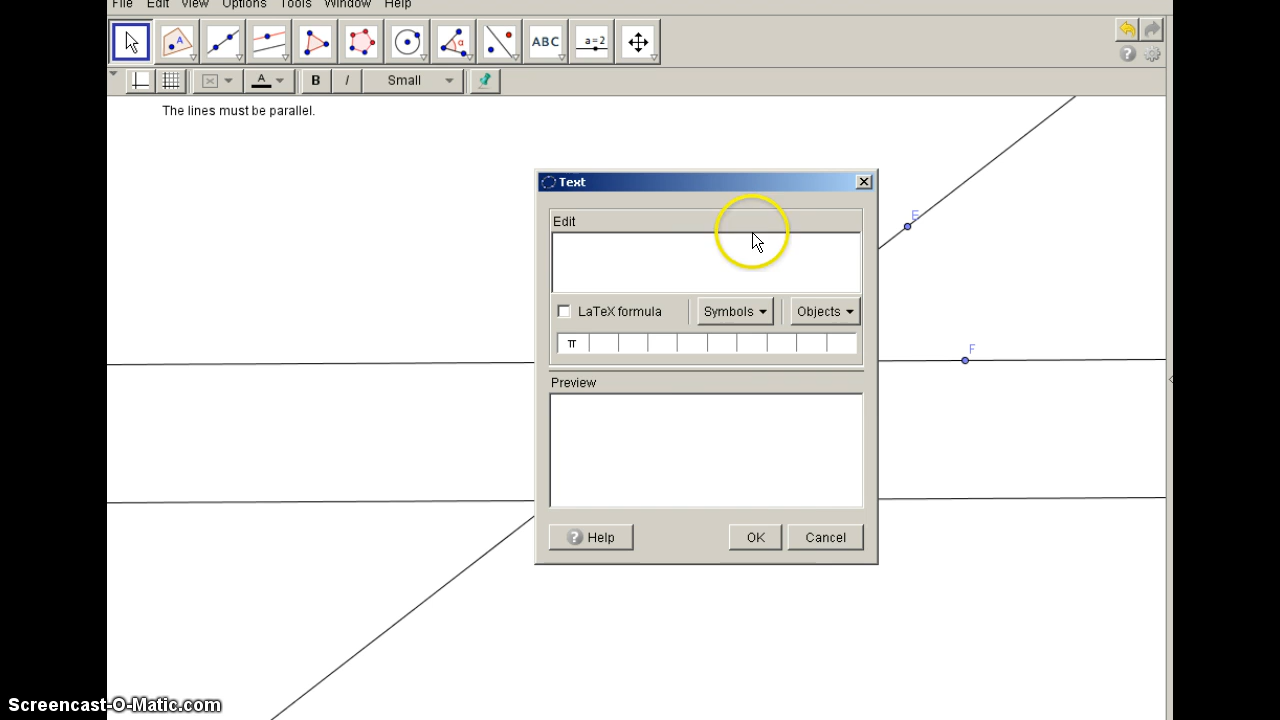 File Edit View Options Tools Window Help
A
α
ABC
a=2
?
A B I Small
The lines must be parallel.
Text
Edit
E
LaTeX formula Symbols Objects
π
F
Preview
? Help OK Cancel
Screencast-O-Matic.com